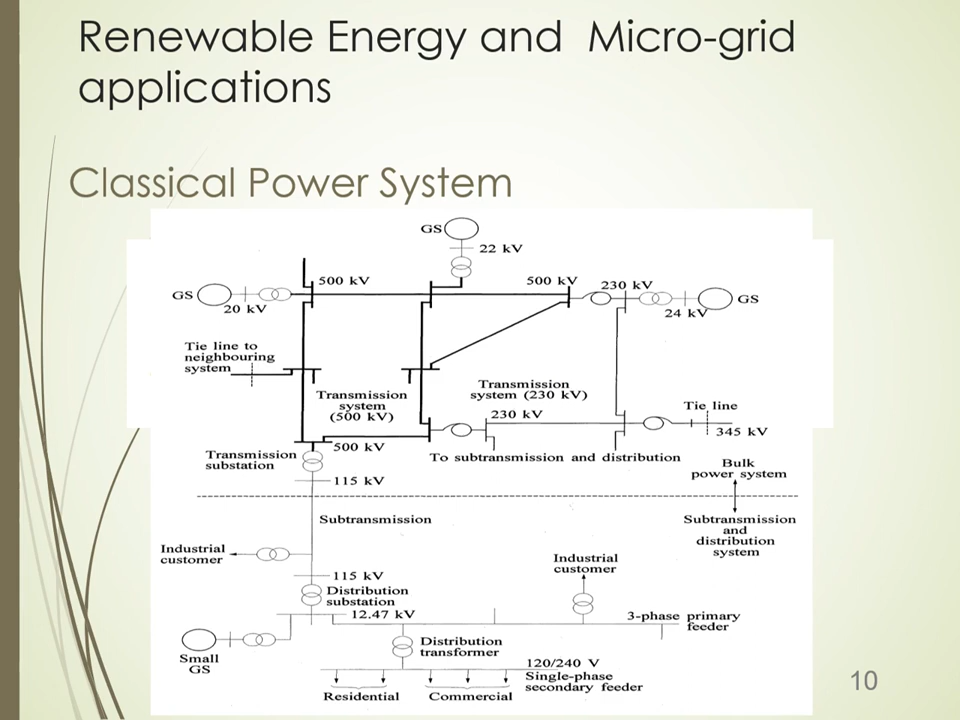 Renewable Energy and  Micro-grid
applications
Classical Power System
GS
22 kV
500 kV
500 kV
230 kV
GS
20 kV
GS
24 kV
Tie line to
neighbouring
system
Transmission
system
(500 kV)
Transmission
system (230 kV)
230 kV
Tie line
345 kV
500 kV
Transmission
substation
To subtransmission and distribution
Bulk
power system
115 kV
Subtransmission
Subtransmission
and
distribution
system
Industrial
customer
Industrial
customer
115 kV
Distribution
substation
12.47 kV
3-phase primary
feeder
Small
GS
Distribution
transformer
120/240 V
Single-phase
secondary feeder
Residential
Commercial
10